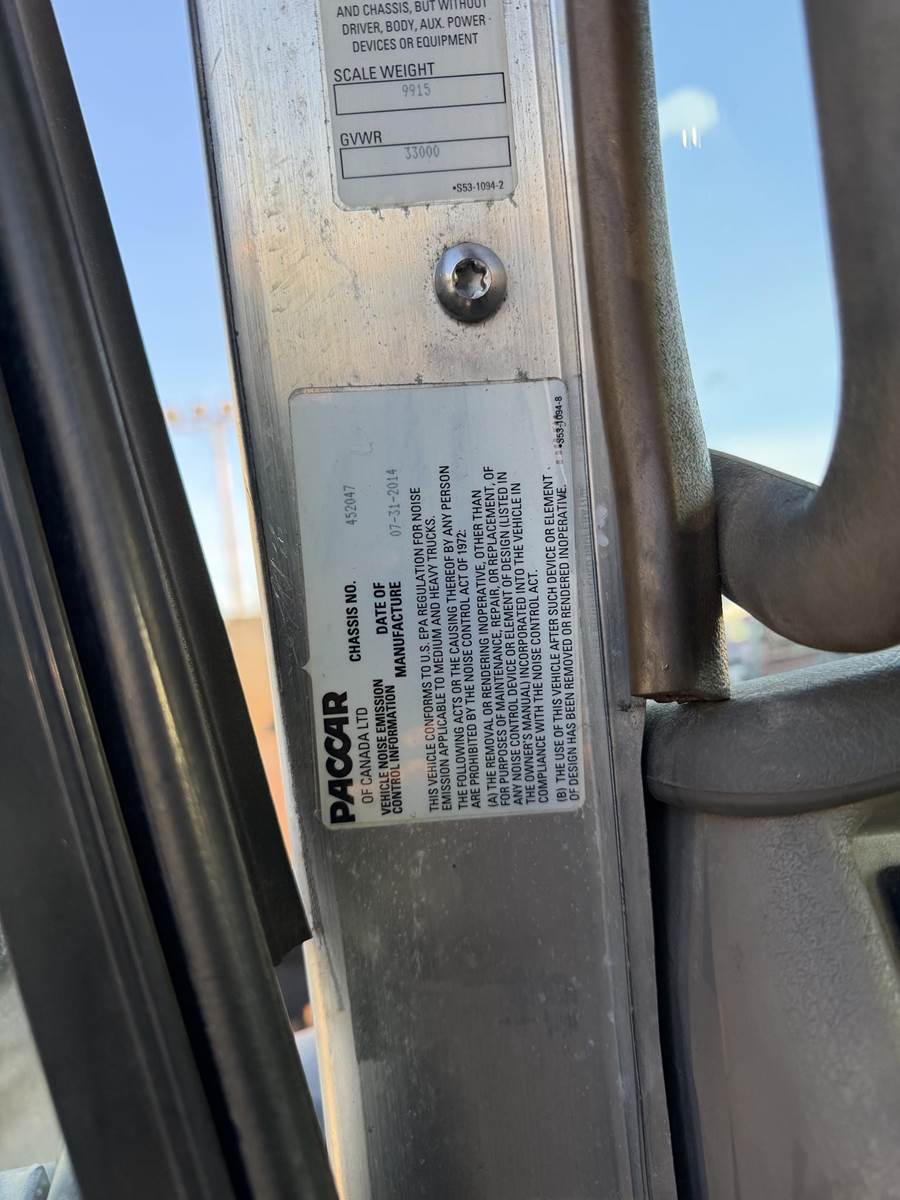 AND CHASSIS, BUT WITHOUT
DRIVER, BODY, AUX. POWER
DEVICES OR EQUIPMENT
SCALE WEIGHT
9915
GVWR
33000
•S53-1094-2
PACCAR
OF CANADA LTD
CHASSIS NO. 452047
VEHICLE NOISE EMISSION
CONTROL INFORMATION
DATE OF
MANUFACTURE
07-31-2014
THIS VEHICLE CONFORMS TO U.S. EPA REGULATION FOR NOISE
EMISSION APPLICABLE TO MEDIUM AND HEAVY TRUCKS.
THE FOLLOWING ACTS OR THE CAUSING THEREOF BY ANY PERSON
ARE PROHIBITED BY THE NOISE CONTROL ACT OF 1972:
(A) THE REMOVAL OR RENDERING INOPERATIVE, OTHER THAN
FOR PURPOSES OF MAINTENANCE, REPAIR, OR REPLACEMENT, OF
ANY NOISE CONTROL DEVICE OR ELEMENT OF DESIGN (LISTED IN
THE OWNER'S MANUAL) INCORPORATED INTO THE VEHICLE IN
COMPLIANCE WITH THE NOISE CONTROL ACT.
(B) THE USE OF THIS VEHICLE AFTER SUCH DEVICE OR ELEMENT
OF DESIGN HAS BEEN REMOVED OR RENDERED INOPERATIVE.
•S53-1094-8